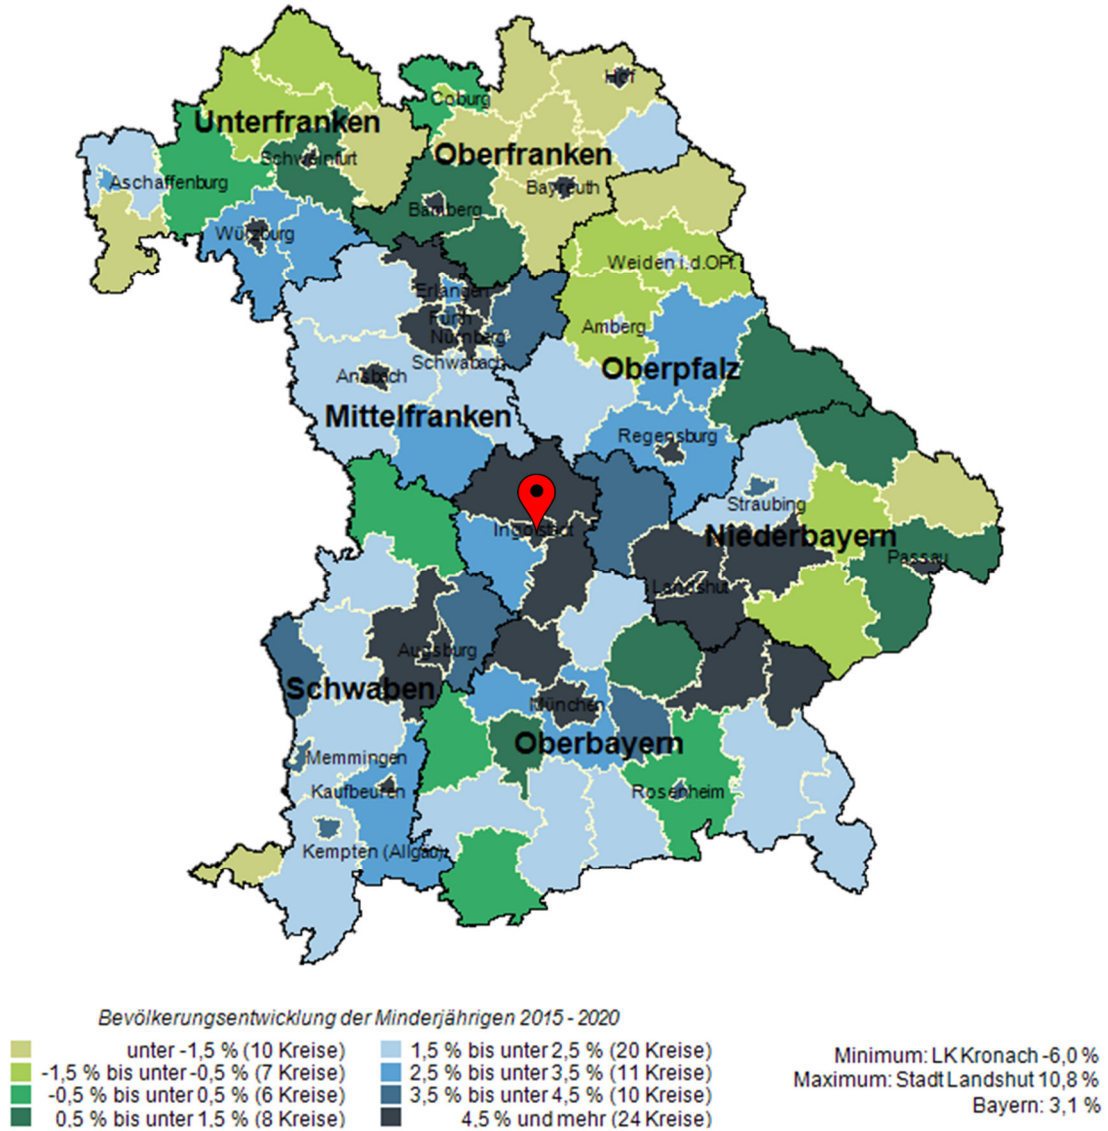 Hof
Coburg
Unterfranken
Schweinfurt
Oberfranken
Aschaffenburg
Bayreuth
Bamberg
Würzburg
Weiden i.d.OPf.
Erlangen
Fürth
Amberg
Nürnberg
Schwabach
Oberpfalz
Ansbach
Mittelfranken
Regensburg
Straubing
Ingolstadt
Niederbayern
Passau
Landshut
Augsburg
Schwaben
München
Oberbayern
Memmingen
Kaufbeuren
Rosenheim
Kempten (Allgäu)
Bevölkerungsentwicklung der Minderjährigen 2015 - 2020
unter -1,5 % (10 Kreise)
-1,5 % bis unter -0,5 % (7 Kreise)
-0,5 % bis unter 0,5 % (6 Kreise)
0,5 % bis unter 1,5 % (8 Kreise)
1,5 % bis unter 2,5 % (20 Kreise)
2,5 % bis unter 3,5 % (11 Kreise)
3,5 % bis unter 4,5 % (10 Kreise)
4,5 % und mehr (24 Kreise)
Minimum: LK Kronach -6,0 %
Maximum: Stadt Landshut 10,8 %
Bayern: 3,1 %